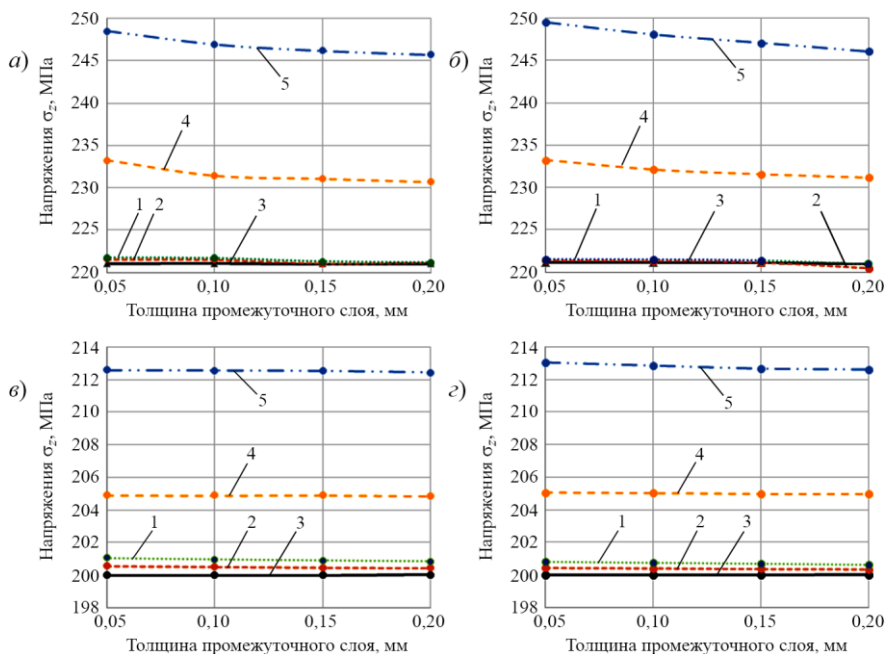 а)
Напряжения σz, МПа
250
245
240
235
230
225
220
0,05 0,10 0,15 0,20
Толщина промежуточного слоя, мм
5
4
1 2 3
б)
Напряжения σz, МПа
250
245
240
235
230
225
220
0,05 0,10 0,15 0,20
Толщина промежуточного слоя, мм
5
4
1 3 2
в)
Напряжения σz, МПа
214
212
210
208
206
204
202
200
198
0,05 0,10 0,15 0,20
Толщина промежуточного слоя, мм
5
4
1 2 3
г)
Напряжения σz, МПа
214
212
210
208
206
204
201
200
198
0,05 0,10 0,15 0,20
Толщина промежуточного слоя, мм
5
4
1 2 3